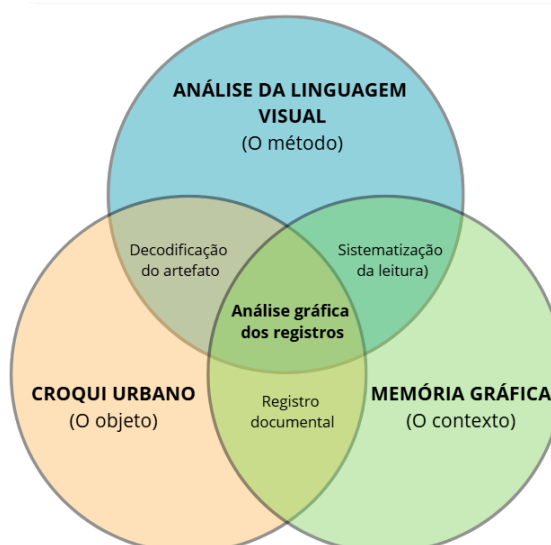 ANÁLISE DA LINGUAGEM
VISUAL
(O método)
Decodificação
do artefato
Sistematização
da leitura)
Análise gráfica
dos registros
CROQUI URBANO
(O objeto)
MEMÓRIA GRÁFICA
(O contexto)
Registro
documental